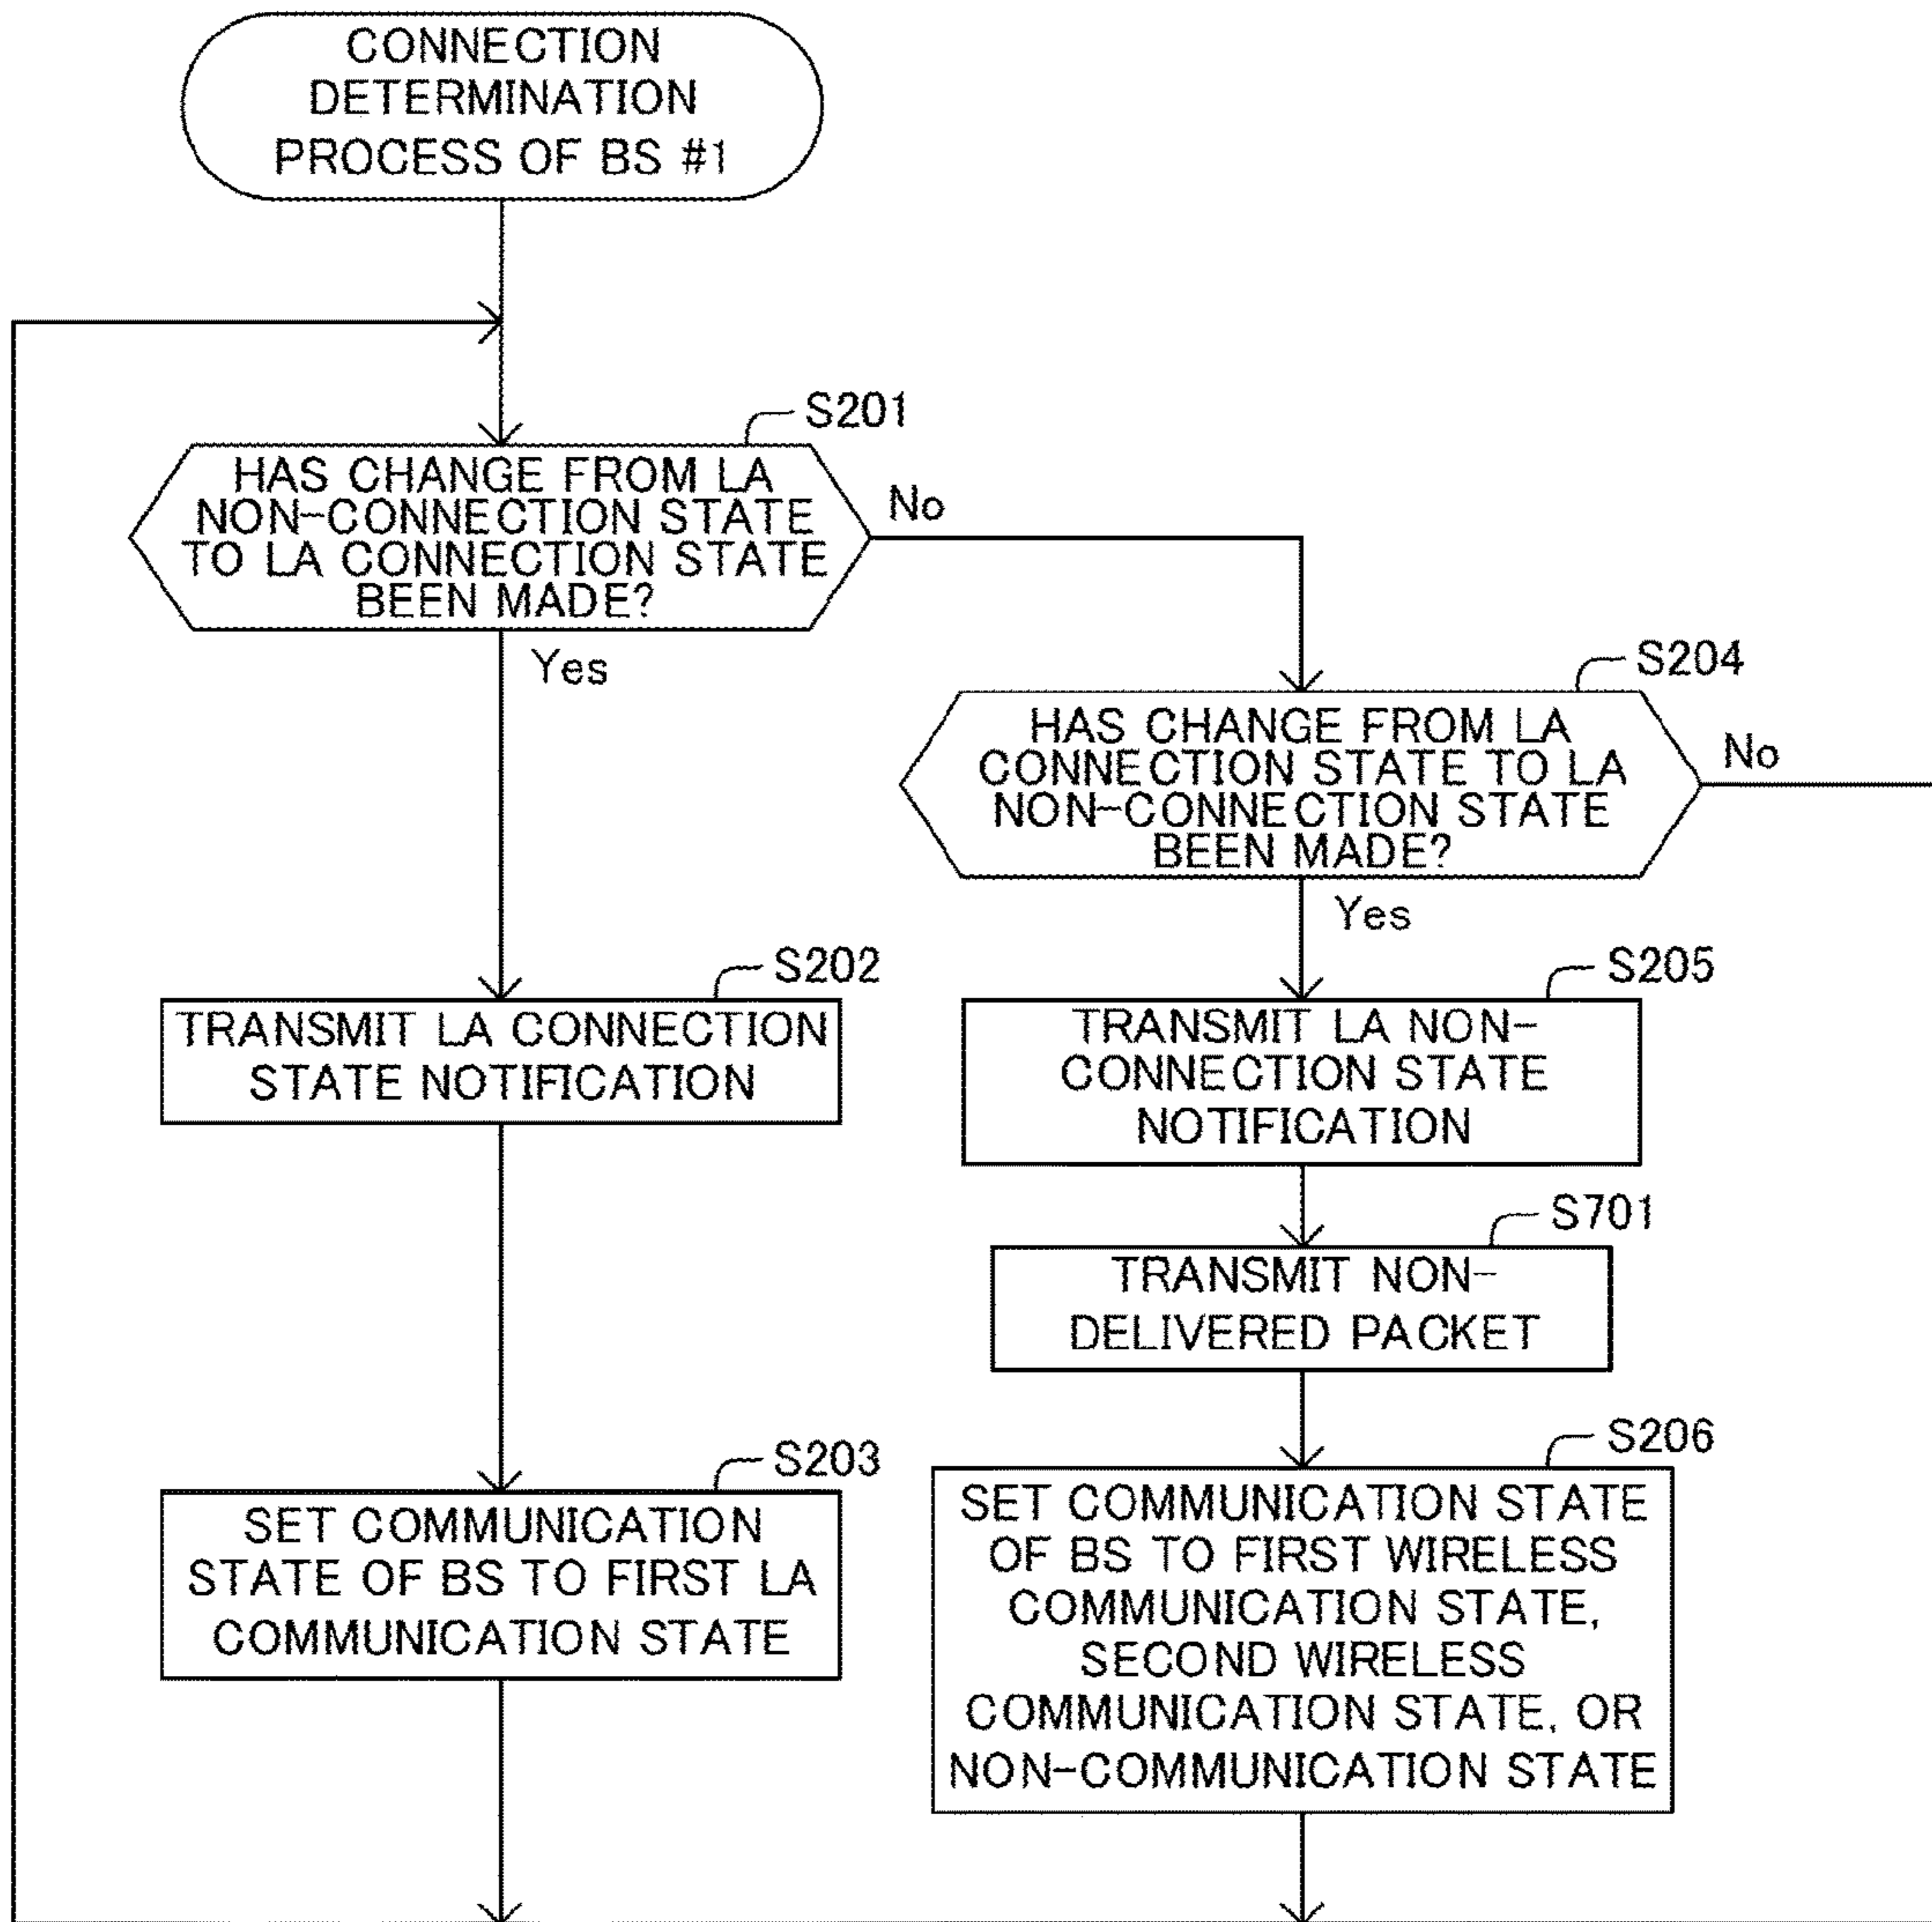 CONNECTION
DETERMINATION
PROCESS OF BS #1
S201
HAS CHANGE FROM LA
NON-CONNECTION STATE
TO LA CONNECTION STATE
BEEN MADE?
No
Yes
S204
HAS CHANGE FROM LA
CONNECTION STATE TO LA
NON-CONNECTION STATE
BEEN MADE?
No
Yes
S202
TRANSMIT LA CONNECTION
STATE NOTIFICATION
S205
TRANSMIT LA NON-
CONNECTION STATE
NOTIFICATION
S701
TRANSMIT NON-
DELIVERED PACKET
S203
SET COMMUNICATION
STATE OF BS TO FIRST LA
COMMUNICATION STATE
S206
SET COMMUNICATION STATE
OF BS TO FIRST WIRELESS
COMMUNICATION STATE,
SECOND WIRELESS
COMMUNICATION STATE, OR
NON-COMMUNICATION STATE